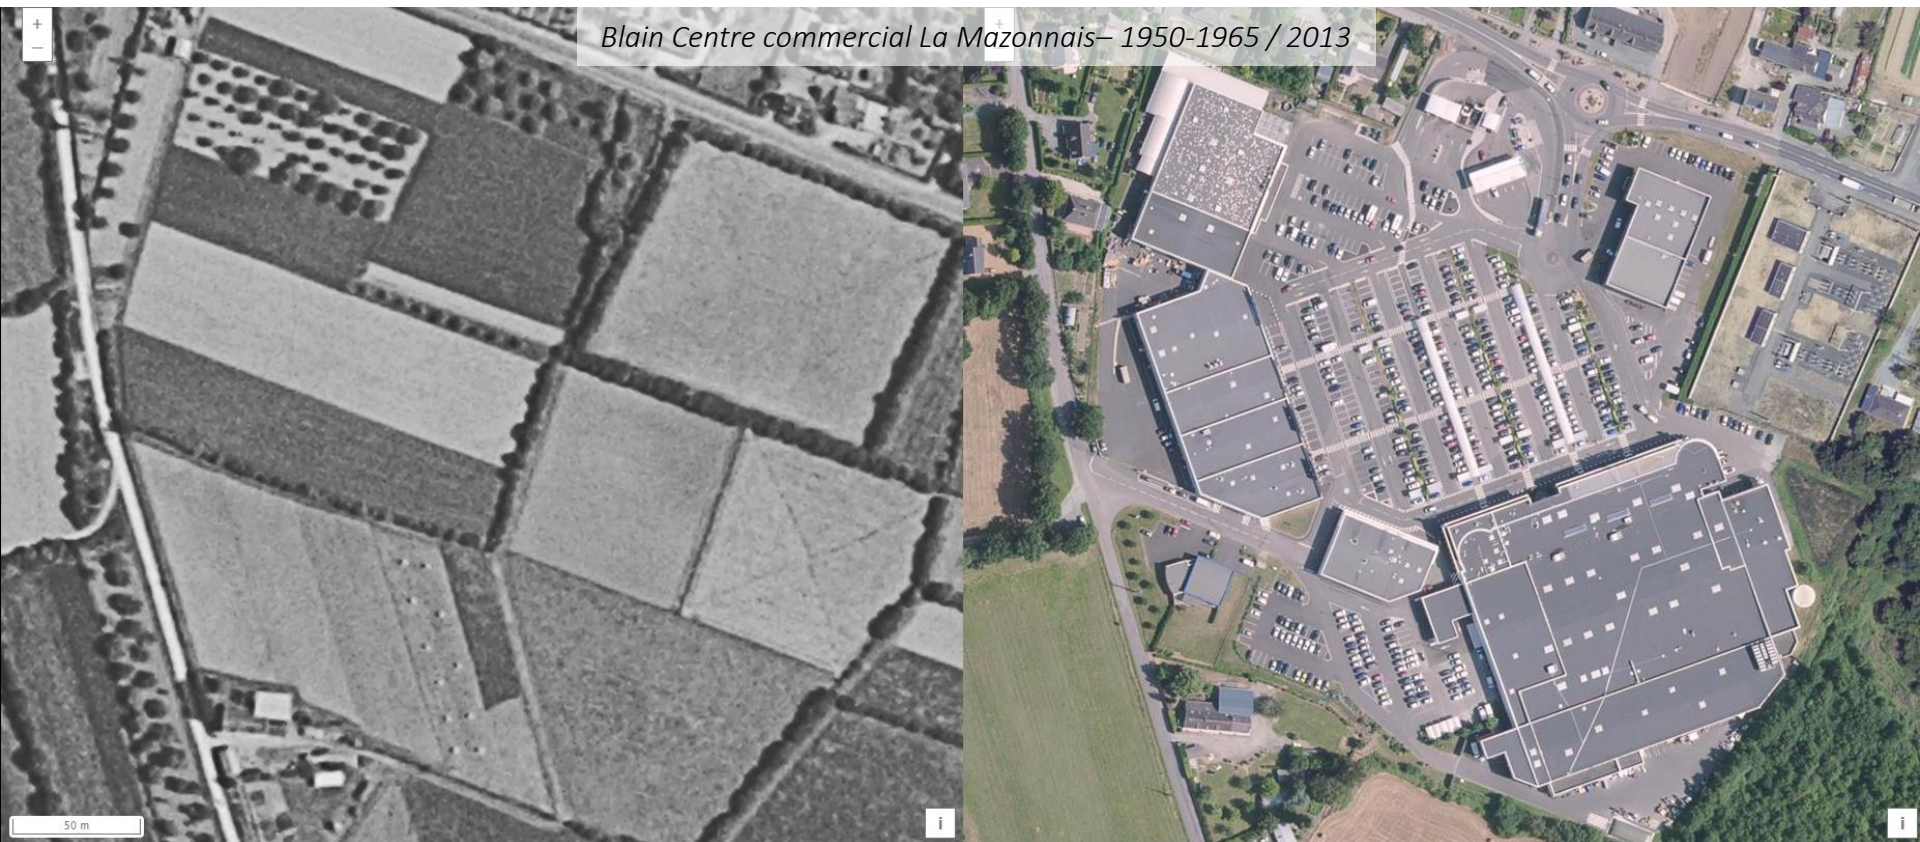 +
–
Blain Centre commercial La Mazonnais– 1950-1965 / 2013
+
50 m
i
i